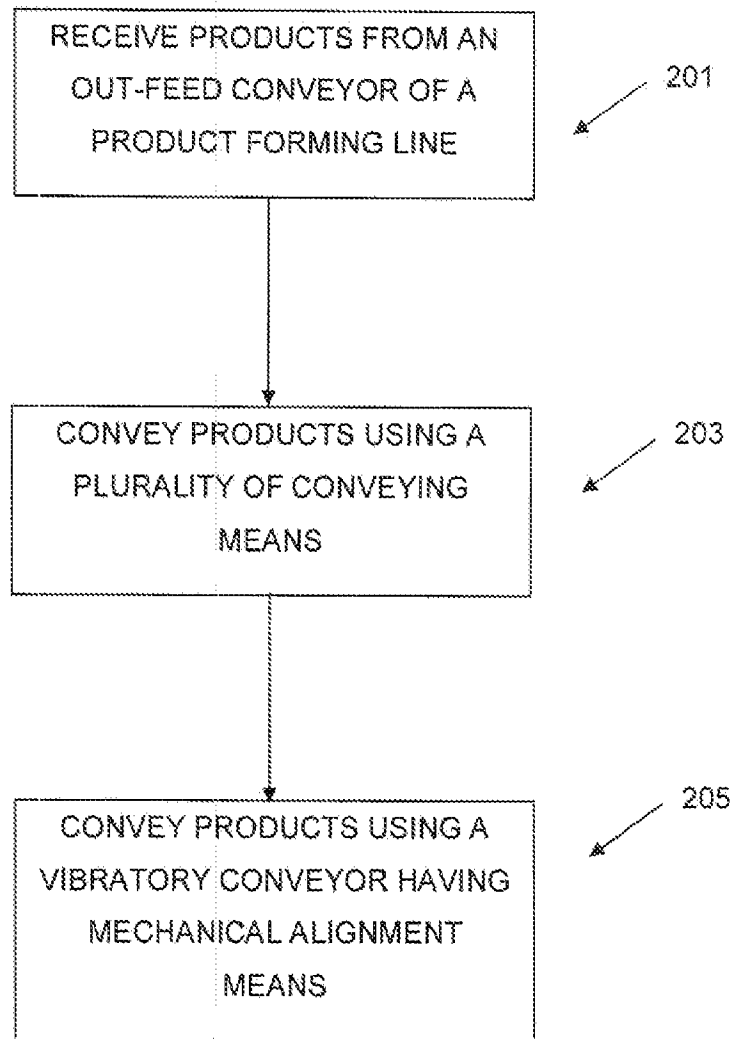 RECEIVE PRODUCTS FROM AN
OUT-FEED CONVEYOR OF A
PRODUCT FORMING LINE
201
CONVEY PRODUCTS USING A
PLURALITY OF CONVEYING
MEANS
203
CONVEY PRODUCTS USING A
VIBRATORY CONVEYOR HAVING
MECHANICAL ALIGNMENT
MEANS
205